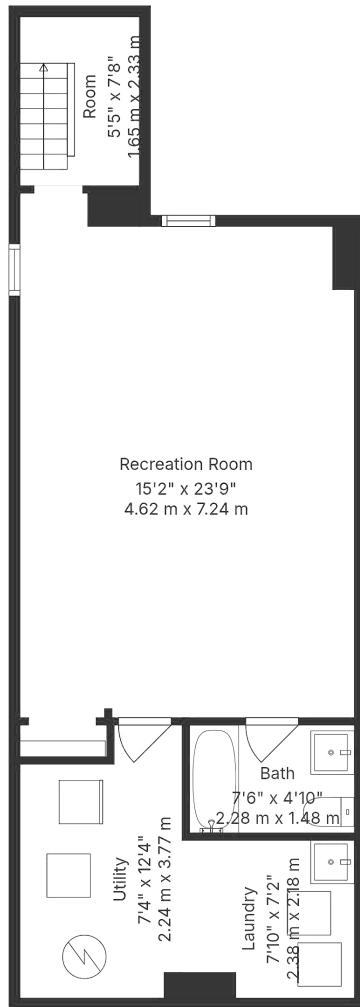 Room
5'5" x 7'8"
1.65 m x 2.33 m
Recreation Room
15'2" x 23'9"
4.62 m x 7.24 m
Bath
7'6" x 4'10"
2.28 m x 1.48 m
Utility
7'4" x 12'4"
2.24 m x 3.77 m
Laundry
7'10" x 7'2"
2.38 m x 2.18 m